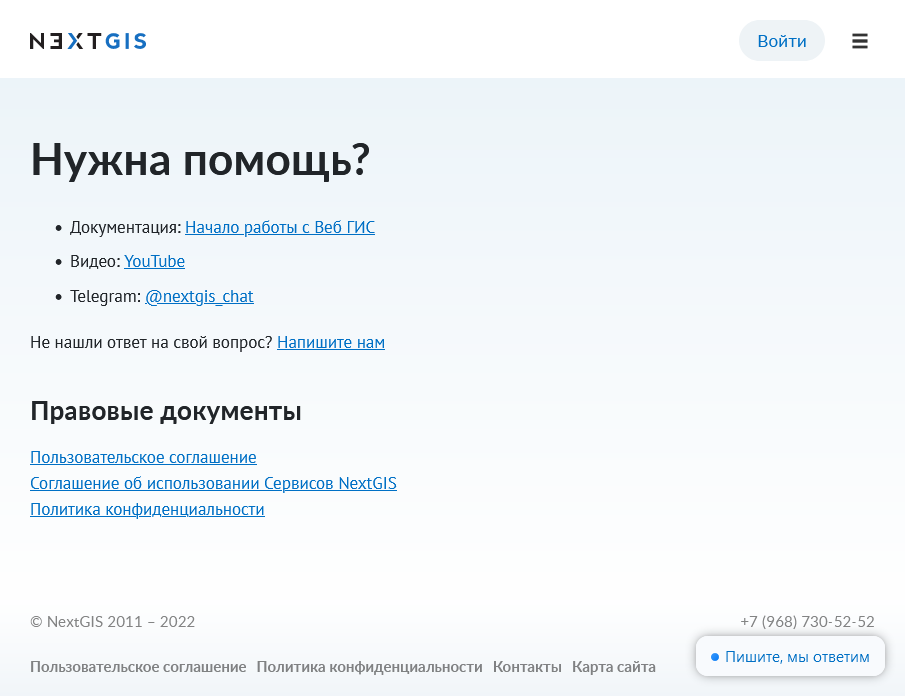 NEXTGIS
Войти
Нужна помощь?
• Документация: Начало работы с Веб ГИС
• Видео: YouTube
• Telegram: @nextgis_chat
Не нашли ответ на свой вопрос? Напишите нам
Правовые документы
Пользовательское соглашение
Соглашение об использовании Сервисов NextGIS
Политика конфиденциальности
© NextGIS 2011 – 2022
+7 (968) 730-52-52
Пользовательское соглашение Политика конфиденциальности Контакты Карта сайта
Пишите, мы ответим